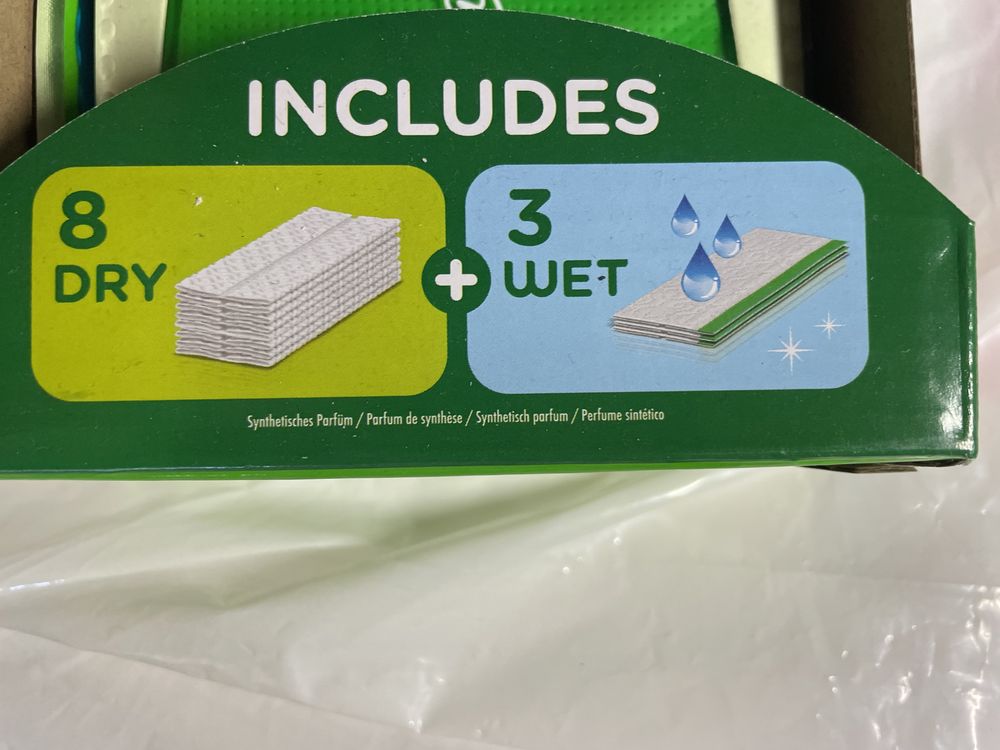 INCLUDES
8
DRY
+
3
WET
Synthetisches Parfüm / Parfum de synthèse / Synthetisch parfum / Perfume sintético